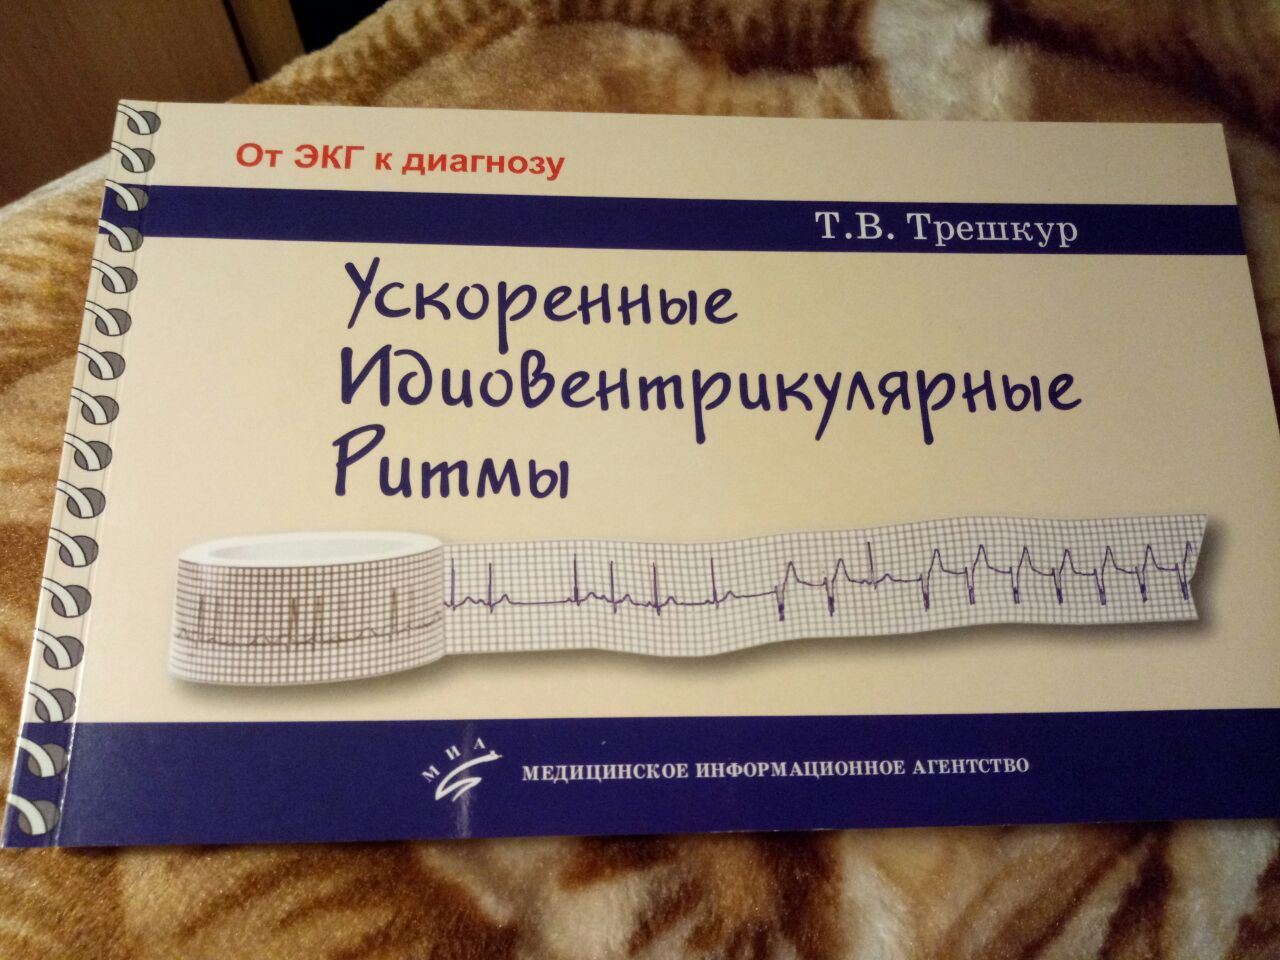 От ЭКГ к диагнозу
Т.В. Трешкур
Ускоренные
Идиовентрикулярные
Ритмы
МИА
МЕДИЦИНСКОЕ ИНФОРМАЦИОННОЕ АГЕНТСТВО